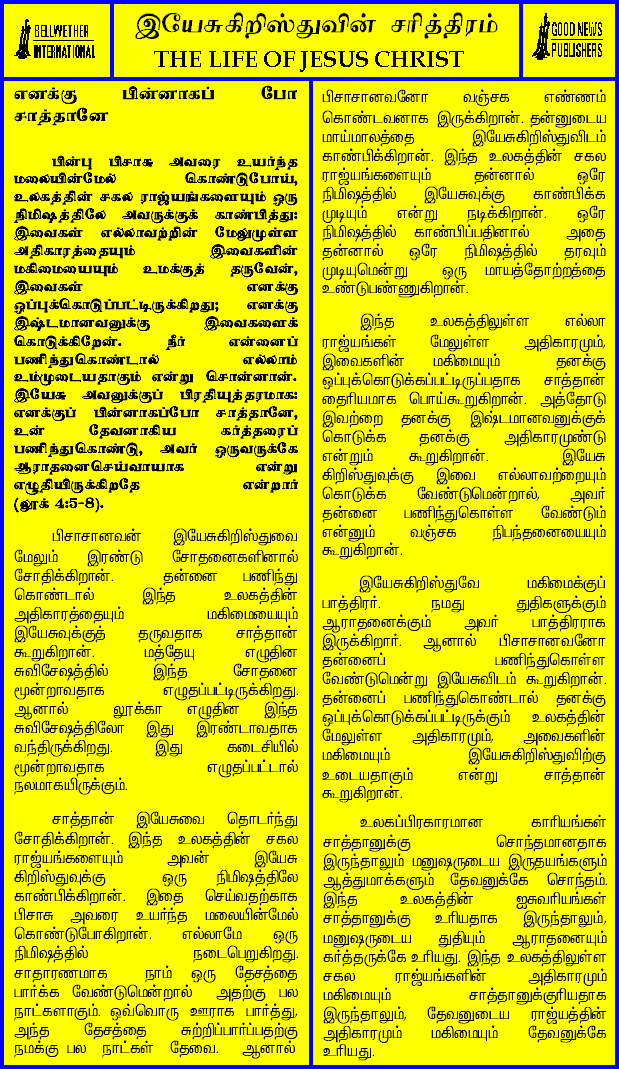 BELLWETHER
INTERNATIONAL
இயேசுகிறிஸ்துவின் சரித்திரம்
THE LIFE OF JESUS CHRIST
GOOD NEWS
PUBLISHERS
எனக்கு பின்னாகப் போ
சாத்தானே
பின்பு பிசாசு அவரை உயர்ந்த
மலையின்மேல் கொண்டுபோய்,
உலகத்தின் சகல ராஜ்யங்களையும் ஒரு
நிமிஷத்திலே அவருக்குக் காண்பித்து:
இவைகள் எல்லாவற்றின் மேலுமுள்ள
அதிகாரத்தையும் இவைகளின்
மகிமையையும் உமக்குத் தருவேன்,
இவைகள் எனக்கு
ஒப்புக்கொடுப்பட்டிருக்கிறது; எனக்கு
இஷ்டமானவனுக்கு இவைகளைக்
கொடுக்கிறேன். நீர் என்னைப்
பணிந்துகொண்டால் எல்லாம்
உம்முடையதாகும் என்று சொன்னான்.
இயேசு அவனுக்குப் பிரதியுத்தரமாக:
எனக்குப் பின்னாகப்போ சாத்தானே,
உன் தேவனாகிய கர்த்தரைப்
பணிந்துகொண்டு, அவர் ஒருவருக்கே
ஆராதனைசெய்வாயாக என்று
எழுதியிருக்கிறதே என்றார்
(லூக் 4:5-8).
பிசாசானவன் இயேசுகிறிஸ்துவை
மேலும் இரண்டு சோதனைகளினால்
சோதிக்கிறான். தன்னை பணிந்து
கொண்டால் இந்த உலகத்தின்
அதிகாரத்தையும் மகிமையையும்
இயேசுவுக்குத் தருவதாக சாத்தான்
கூறுகிறான். மத்தேயு எழுதின
சுவிசேஷத்தில் இந்த சோதனை
மூன்றாவதாக எழுதப்பட்டிருக்கிறது.
ஆனால் லூக்கா எழுதின இந்த
சுவிசேஷத்திலோ இது இரண்டாவதாக
வந்திருக்கிறது. இது கடைசியில்
மூன்றாவதாக எழுதப்பட்டால்
நலமாகயிருக்கும்.
சாத்தான் இயேசுவை தொடர்ந்து
சோதிக்கிறான். இந்த உலகத்தின் சகல
ராஜ்யங்களையும் அவன் இயேசு
கிறிஸ்துவுக்கு ஒரு நிமிஷத்திலே
காண்பிக்கிறான். இதை செய்வதற்காக
பிசாசு அவரை உயர்ந்த மலையின்மேல்
கொண்டுபோகிறான். எல்லாமே ஒரு
நிமிஷத்தில் நடைபெறுகிறது.
சாதாரணமாக நாம் ஒரு தேசத்தை
பார்க்க வேண்டுமென்றால் அதற்கு பல
நாட்களாகும். ஒவ்வொரு ஊராக பார்த்து,
அந்த தேசத்தை சுற்றிப்பார்ப்பதற்கு
நமக்கு பல நாட்கள் தேவை. ஆனால்
பிசாசானவனோ வஞ்சக எண்ணம்
கொண்டவனாக இருக்கிறான். தன்னுடைய
மாய்மாலத்தை இயேசுகிறிஸ்துவிடம்
காண்பிக்கிறான். இந்த உலகத்தின் சகல
ராஜ்யங்களையும் தன்னால் ஒரே
நிமிஷத்தில் இயேசுவுக்கு காண்பிக்க
முடியும் என்று நடிக்கிறான். ஒரே
நிமிஷத்தில் காண்பிப்பதினால் அதை
தன்னால் ஒரே நிமிஷத்தில் தரவும்
முடியுமென்று ஒரு மாயத்தோற்றத்தை
உண்டுபண்ணுகிறான்.
இந்த உலகத்திலுள்ள எல்லா
ராஜ்யங்கள் மேலுள்ள அதிகாரமும்,
இவைகளின் மகிமையும் தனக்கு
ஒப்புக்கொடுக்கப்பட்டிருப்பதாக சாத்தான்
தைரியமாக பொய்கூறுகிறான். அத்தோடு
இவற்றை தனக்கு இஷ்டமானவனுக்குக்
கொடுக்க தனக்கு அதிகாரமுண்டு
என்றும் கூறுகிறான். இயேசு
கிறிஸ்துவுக்கு இவை எல்லாவற்றையும்
கொடுக்க வேண்டுமென்றால், அவர்
தன்னை பணிந்துகொள்ள வேண்டும்
என்னும் வஞ்சக நிபந்தனையையும்
கூறுகிறான்.
இயேசுகிறிஸ்துவே மகிமைக்குப்
பாத்திரர். நமது துதிகளுக்கும்
ஆராதனைக்கும் அவர் பாத்திரராக
இருக்கிறார். ஆனால் பிசாசானவனோ
தன்னைப் பணிந்துகொள்ள
வேண்டுமென்று இயேசுவிடம் கூறுகிறான்.
தன்னைப் பணிந்துகொண்டால் தனக்கு
ஒப்புக்கொடுக்கப்பட்டிருக்கும் உலகத்தின்
மேலுள்ள அதிகாரமும், அவைகளின்
மகிமையும் இயேசுகிறிஸ்துவிற்கு
உடையதாகும் என்று சாத்தான்
கூறுகிறான்.
உலகப்பிரகாரமான காரியங்கள்
சாத்தானுக்கு சொந்தமானதாக
இருந்தாலும் மனுஷருடைய இருதயங்களும்
ஆத்துமாக்களும் தேவனுக்கே சொந்தம்.
இந்த உலகத்தின் ஐசுவரியங்கள்
சாத்தானுக்கு உரியதாக இருந்தாலும்,
மனுஷருடைய துதியும் ஆராதனையும்
கர்த்தருக்கே உரியது. இந்த உலகத்திலுள்ள
சகல ராஜ்யங்களின் அதிகாரமும்
மகிமையும் சாத்தானுக்குரியதாக
இருந்தாலும், தேவனுடைய ராஜ்யத்தின்
அதிகாரமும் மகிமையும் தேவனுக்கே
உரியது.